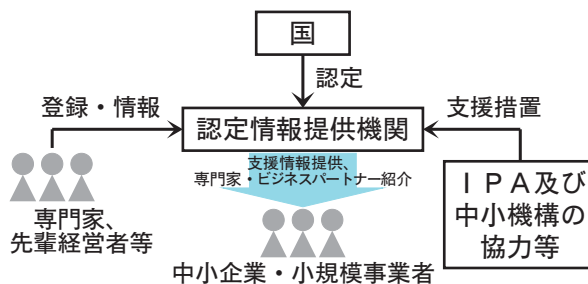 国
認定
登録・情報
認定情報提供機関
支援措置
支援情報提供、
専門家・ビジネスパートナー紹介
専門家、
先輩経営者等
中小企業・小規模事業者
ＩＰＡ及び
中小機構の
協力等